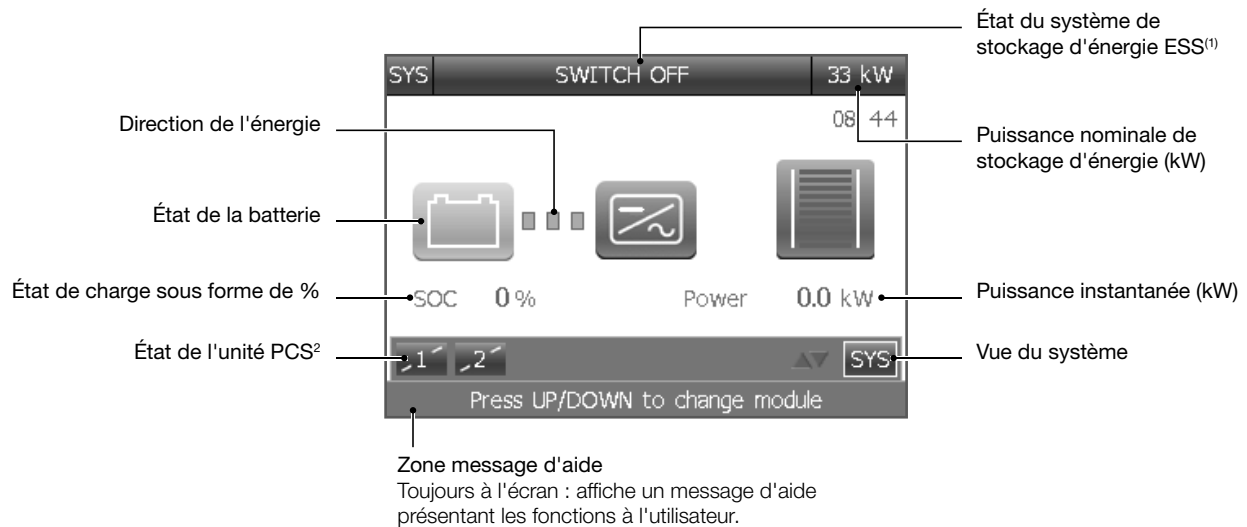 État du système de
stockage d'énergie ESS(1)
SYS SWITCH OFF 33 kW
08 44
Direction de l'énergie
Puissance nominale de
stockage d'énergie (kW)
État de la batterie
État de charge sous forme de %
SOC 0 % Power 0.0 kW
Puissance instantanée (kW)
État de l'unité PCS²
1 2 SYS
Vue du système
Press UP/DOWN to change module
Zone message d'aide
Toujours à l'écran : affiche un message d'aide
présentant les fonctions à l'utilisateur.